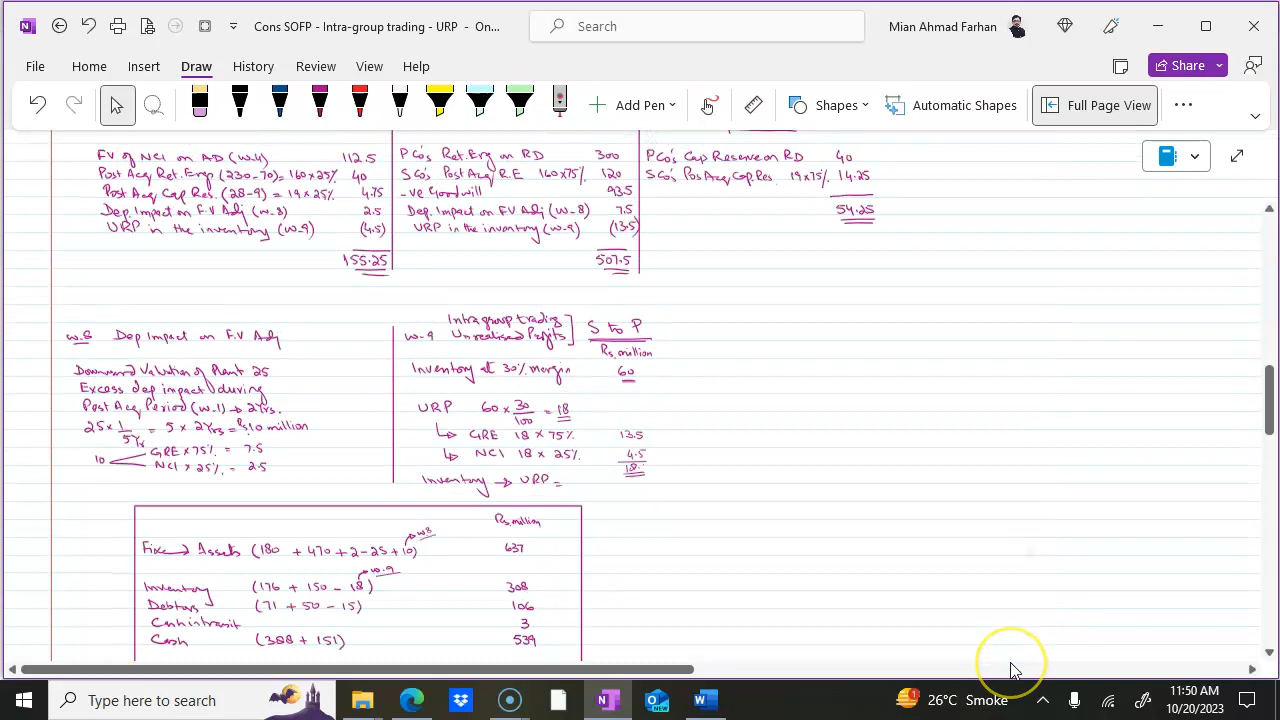 Cons SOFP - Intra-group trading - URP - On...
Search
Mian Ahmad Farhan
File Home Insert Draw History Review View Help
Share
Add Pen
Shapes
Automatic Shapes
Full Page View
FV of NCI on AD (w-4) 112.5
Post Acq Ret. Erng (230-70) = 160 x 25% 40
Post Acq Cap Res. (28-9) = 19 x 25% 4.75
Dep. Impact on F.V Adj (w-8) 2.5
URP in the inventory (w-9) (4.5)
155.25
P Co's Ret. Erg on RD 300
S Co's Post Acq R.E 160 x 75% 120
-ve Goodwill 93.5
Dep. Impact on F.V Adj (w-8) 7.5
URP in the inventory (w-9) (13.5)
507.5
P Co's Cap Reserve on RD 40
S Co's Pos Acq Cap Res. 19 x 75% 14.25
54.25
w.8 Dep Impact on F.V Adj
Downward Valuation of Plant 25
Excess dep impact during
Post Acq Period (w-1) → 2 Yrs.
25 x 1/5 Yrs = 5 x 2 Yrs = Rs.10 million
10 GRE x 75% = 7.5
NCI x 25% = 2.5
Intragroup trading
w-9 Unrealised Profits] S to P
Rs. million
Inventory at 30% margin 60
URP 60 x 30/100 = 18
↳ GRE 18 x 75% 13.5
↳ NCI 18 x 25% 4.5
18
Inventory → URP =
Rs. million
w3
Fixe Assets (180 + 470 + 2 - 25 + 10) 637
w.9
Inventory (176 + 150 - 18) 308
Debtors (71 + 50 - 15) 106
Cash in transit 3
Cash (388 + 151) 539
Type here to search
1
26°C Smoke
11:50 AM
10/20/2023